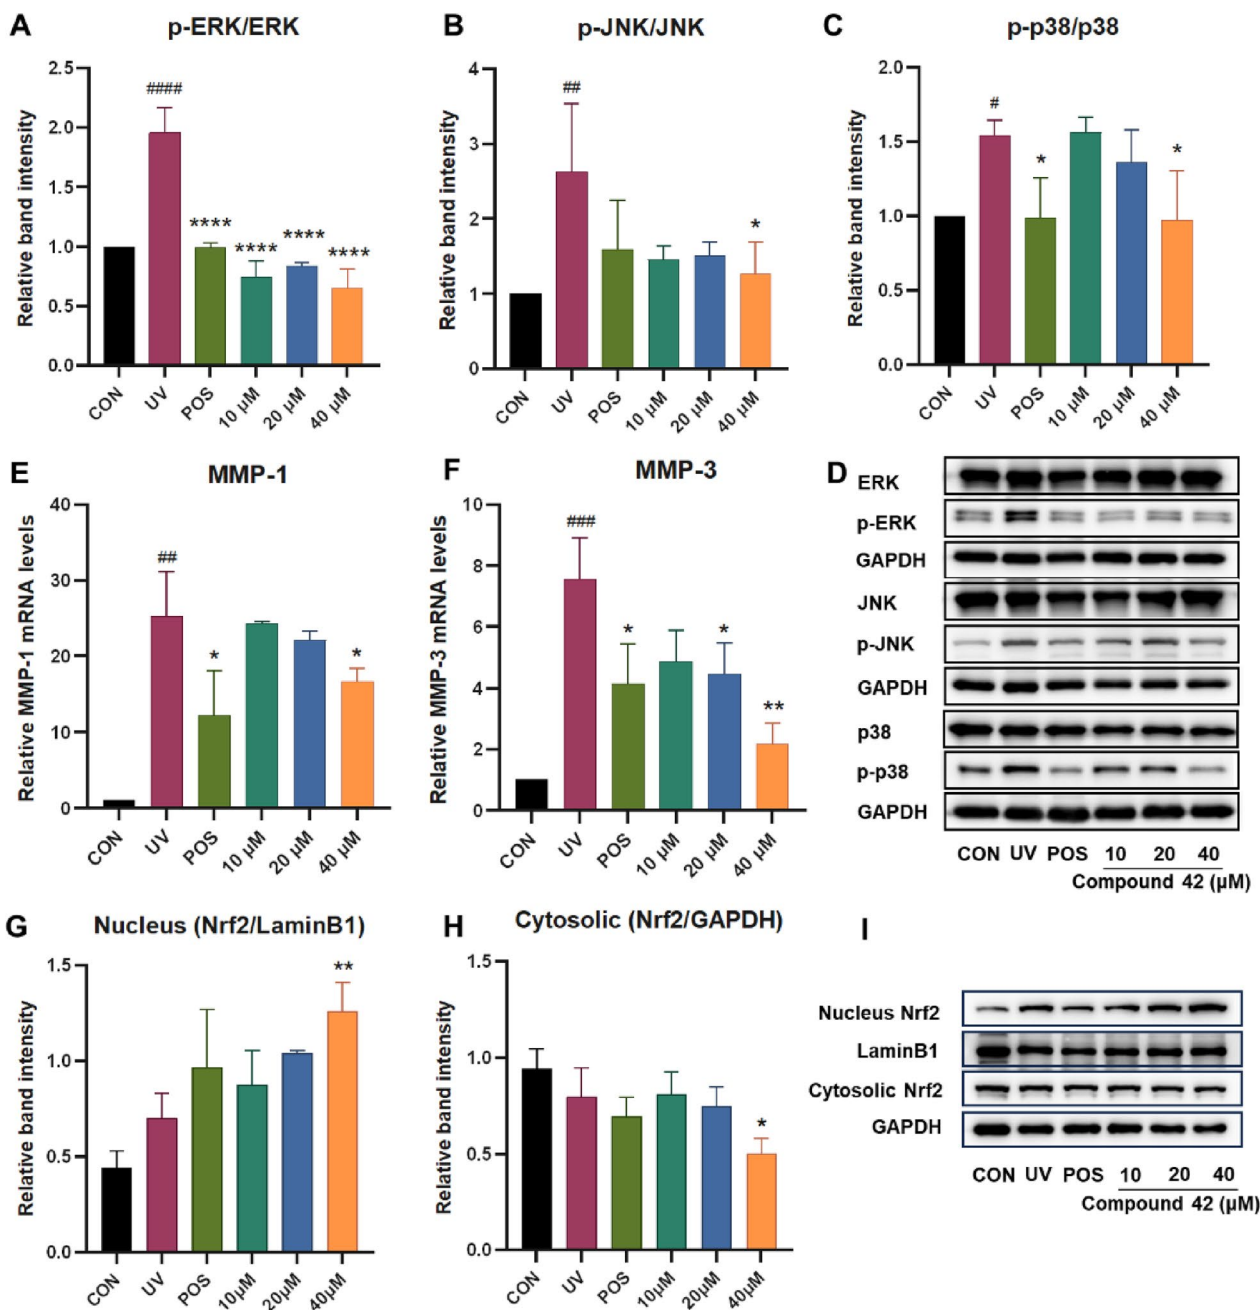 A
p-ERK/ERK
Relative band intensity
2.5
2.0
1.5
1.0
0.5
0.0
####
****
****
****
****
CON
UV
POS
10 μM
20 μM
40 μM
B
p-JNK/JNK
Relative band intensity
4
3
2
1
0
##
*
CON
UV
POS
10 μM
20 μM
40 μM
C
p-p38/p38
Relative band intensity
2.0
1.5
1.0
0.5
0.0
#
*
*
CON
UV
POS
10 μM
20 μM
40 μM
E
MMP-1
Relative MMP-1 mRNA levels
40
30
20
10
0
##
*
*
CON
UV
POS
10 μM
20 μM
40 μM
F
MMP-3
Relative MMP-3 mRNA levels
10
8
6
4
2
0
###
*
*
**
CON
UV
POS
10 μM
20 μM
40 μM
D
ERK
p-ERK
GAPDH
JNK
p-JNK
GAPDH
p38
p-p38
GAPDH
CON UV POS 10 20 40
Compound 42 (μM)
G
Nucleus (Nrf2/LaminB1)
Relative band intensity
1.5
1.0
0.5
0.0
**
CON
UV
POS
10μM
20μM
40μM
H
Cytosolic (Nrf2/GAPDH)
Relative band intensity
1.5
1.0
0.5
0.0
*
CON
UV
POS
10μM
20μM
40μM
I
Nucleus Nrf2
LaminB1
Cytosolic Nrf2
GAPDH
CON UV POS 10 20 40
Compound 42 (μM)